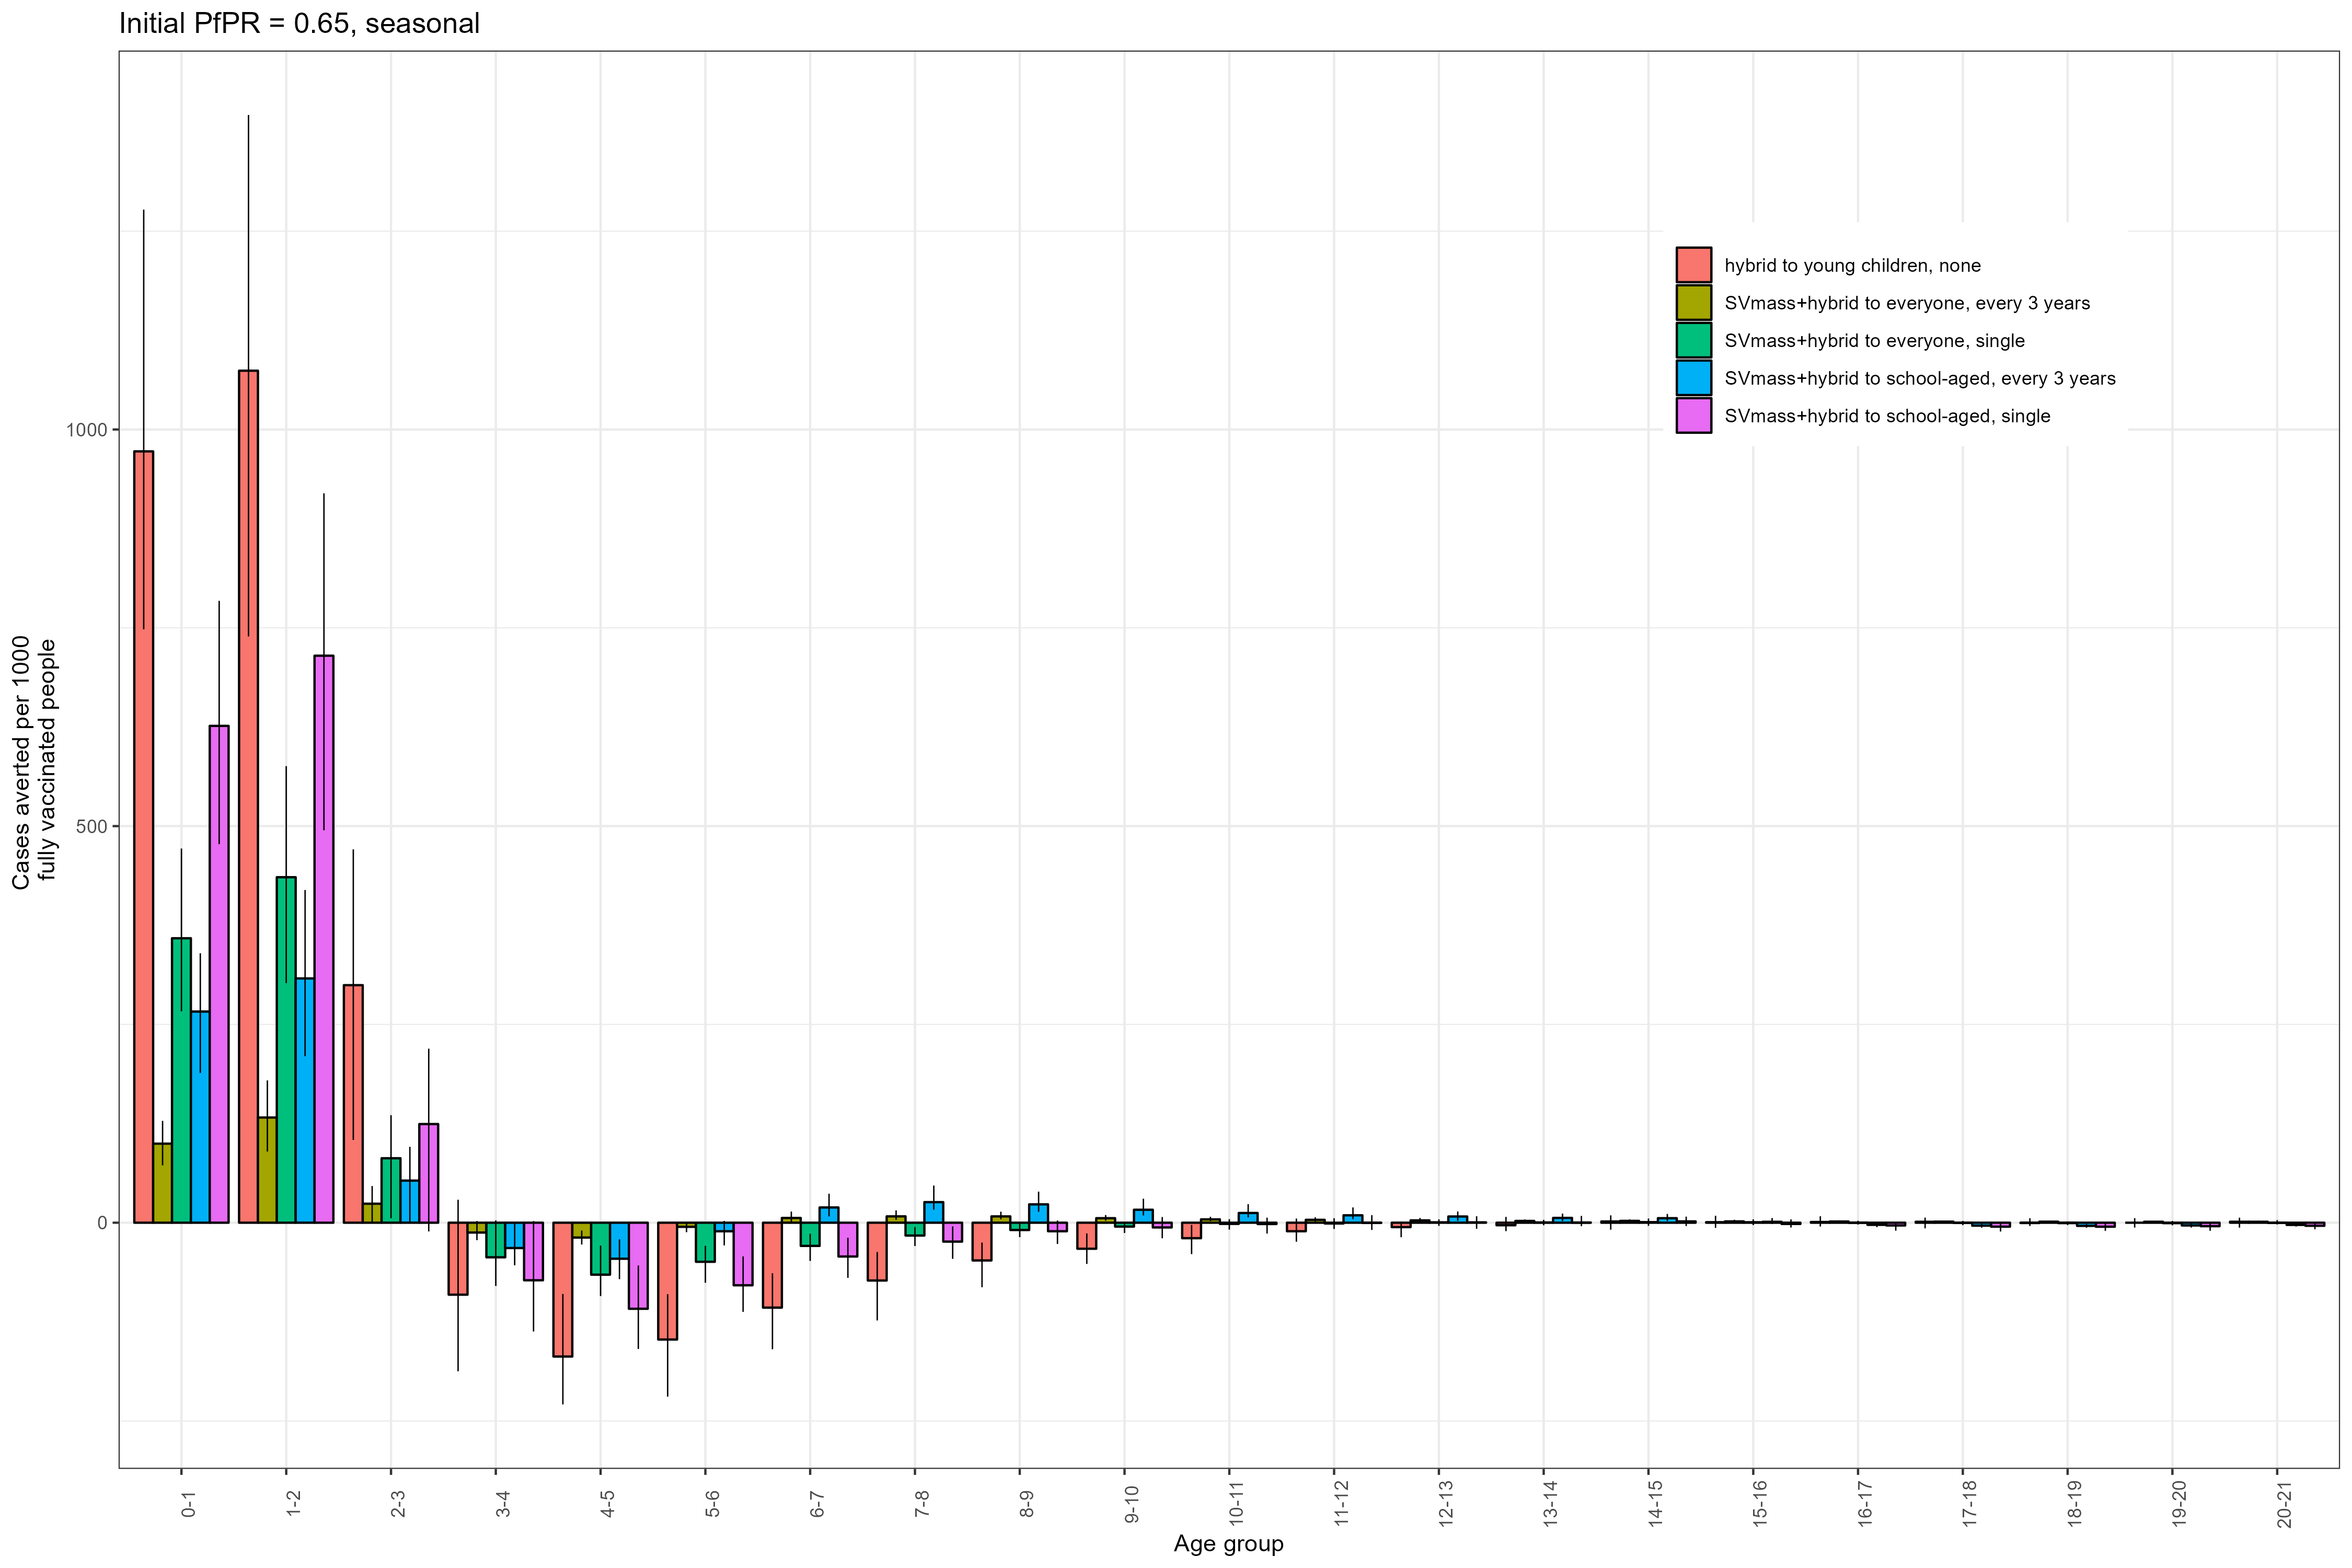 Initial PfPR = 0.65, seasonal
Cases averted per 1000
fully vaccinated people
1000
500
0
hybrid to young children, none
SVmass+hybrid to everyone, every 3 years
SVmass+hybrid to everyone, single
SVmass+hybrid to school-aged, every 3 years
SVmass+hybrid to school-aged, single
0-1
1-2
2-3
3-4
4-5
5-6
6-7
7-8
8-9
9-10
10-11
11-12
12-13
13-14
14-15
15-16
16-17
17-18
18-19
19-20
20-21
Age group